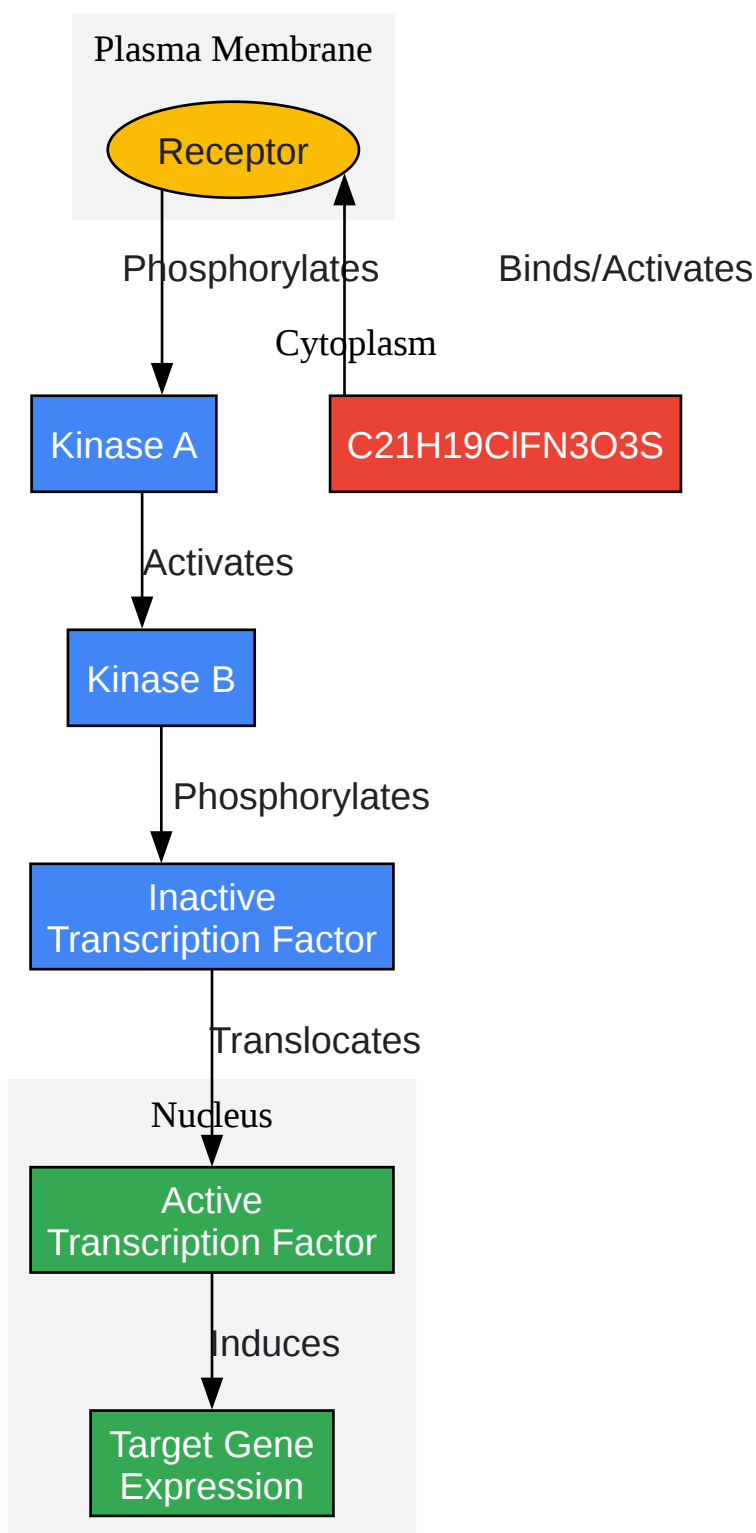 Plasma Membrane
Receptor
Phosphorylates
Binds/Activates
Cytoplasm
Kinase A
C21H19ClFN3O3S
Activates
Kinase B
Phosphorylates
Inactive
Transcription Factor
Translocates
Nucleus
Active
Transcription Factor
Induces
Target Gene
Expression